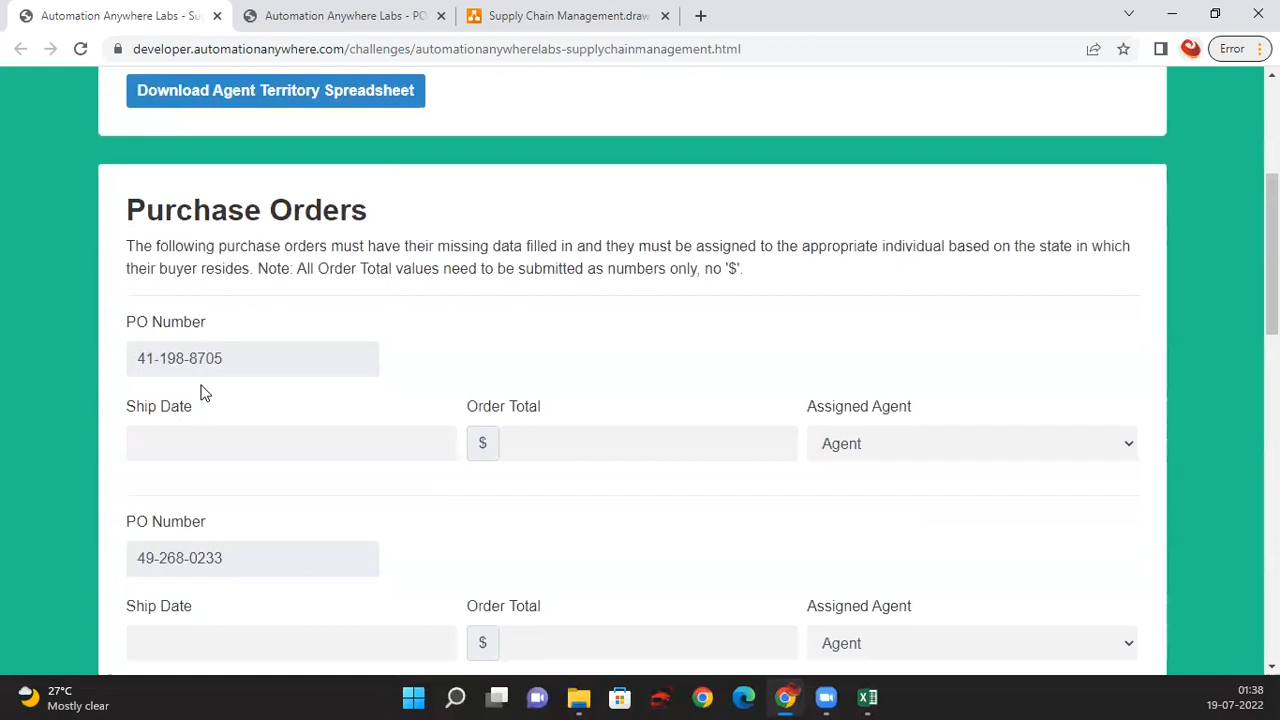 Automation Anywhere Labs - Su
Automation Anywhere Labs - PO
Supply Chain Management.draw
developer.automationanywhere.com/challenges/automationanywherelabs-supplychainmanagement.html
Error
Download Agent Territory Spreadsheet
Purchase Orders
The following purchase orders must have their missing data filled in and they must be assigned to the appropriate individual based on the state in which
their buyer resides. Note: All Order Total values need to be submitted as numbers only, no '$'.
PO Number
41-198-8705
Ship Date Order Total Assigned Agent
$ Agent
PO Number
49-268-0233
Ship Date Order Total Assigned Agent
$ Agent
27°C
Mostly clear
01:38
19-07-2022